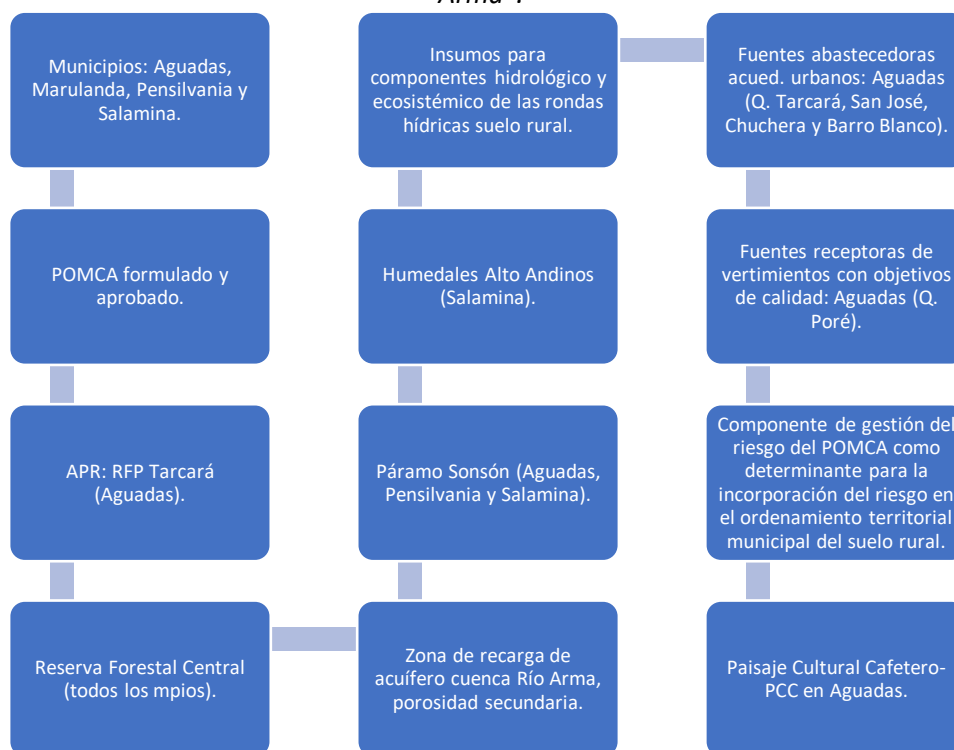 Arma
Municipios: Aguadas,
Marulanda, Pensilvania y
Salamina.
POMCA formulado y
aprobado.
APR: RFP Tarcará
(Aguadas).
Reserva Forestal Central
(todos los mpios).
Zona de recarga de
acuífero cuenca Río Arma,
porosidad secundaria.
Páramo Sonsón (Aguadas,
Pensilvania y Salamina).
Humedales Alto Andinos
(Salamina).
Insumos para
componentes hidrológico y
ecosistémico de las rondas
hídricas suelo rural.
Fuentes abastecedoras
acued. urbanos: Aguadas
(Q. Tarcará, San José,
Chuchera y Barro Blanco).
Fuentes receptoras de
vertimientos con objetivos
de calidad: Aguadas (Q.
Poré).
Componente de gestión del
riesgo del POMCA como
determinante para la
incorporación del riesgo en
el ordenamiento territorial
municipal del suelo rural.
Paisaje Cultural Cafetero-
PCC en Aguadas.